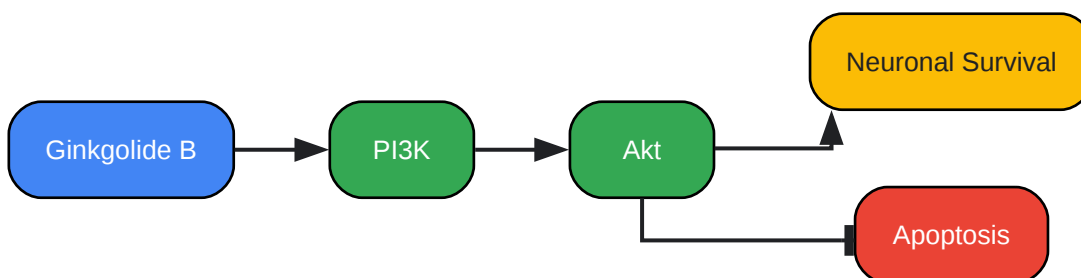 Ginkgolide B
PI3K
Akt
Neuronal Survival
Apoptosis